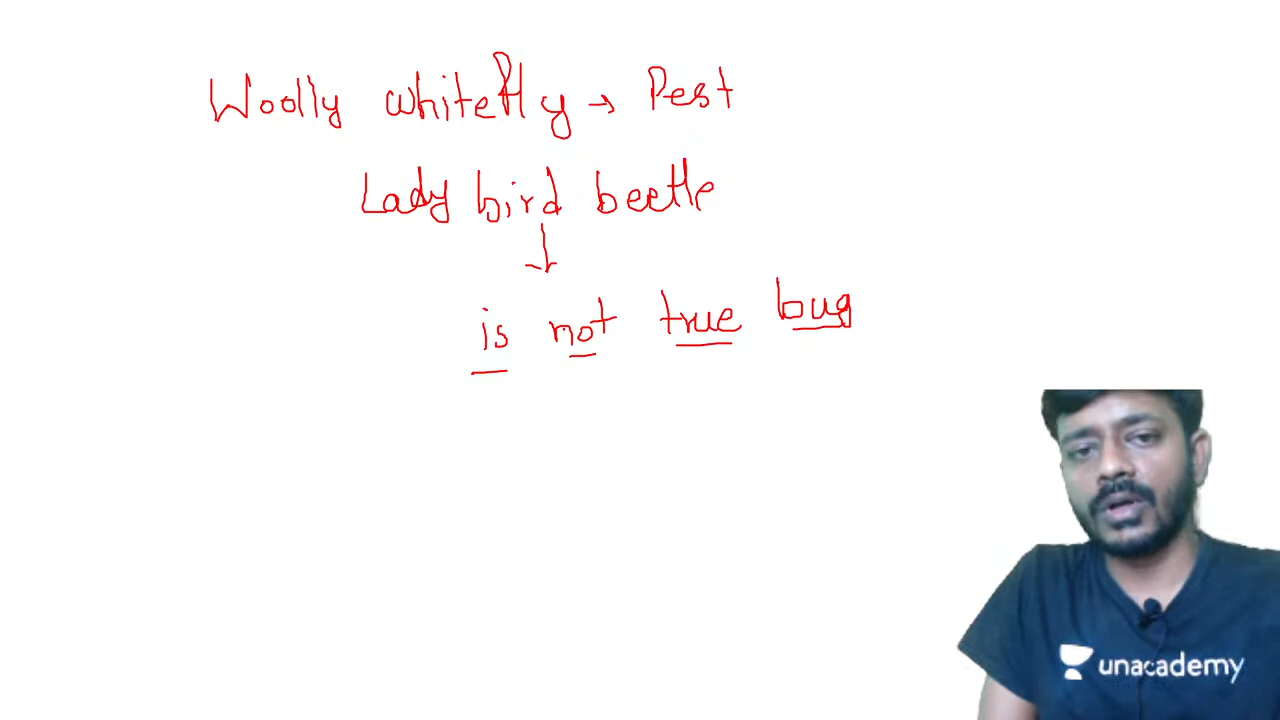 Woolly whitefly → Pest
Lady bird beetle
↓
is not true bug
unacademy